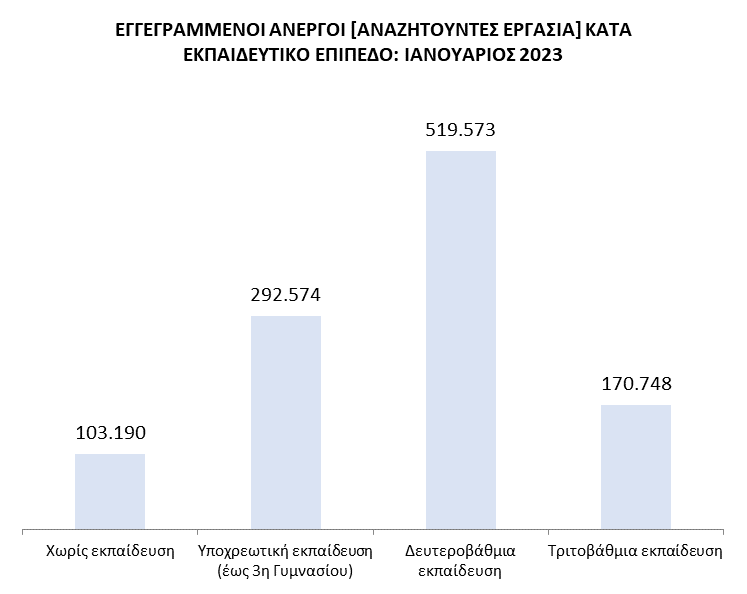 ΕΓΓΕΓΡΑΜΜΕΝΟΙ ΑΝΕΡΓΟΙ [ΑΝΑΖΗΤΟΥΝΤΕΣ ΕΡΓΑΣΙΑ] ΚΑΤΑ
ΕΚΠΑΙΔΕΥΤΙΚΟ ΕΠΙΠΕΔΟ: ΙΑΝΟΥΑΡΙΟΣ 2023
519.573
292.574
170.748
103.190
Χωρίς εκπαίδευση
Υποχρεωτική εκπαίδευση
(έως 3η Γυμνασίου)
Δευτεροβάθμια
εκπαίδευση
Τριτοβάθμια εκπαίδευση